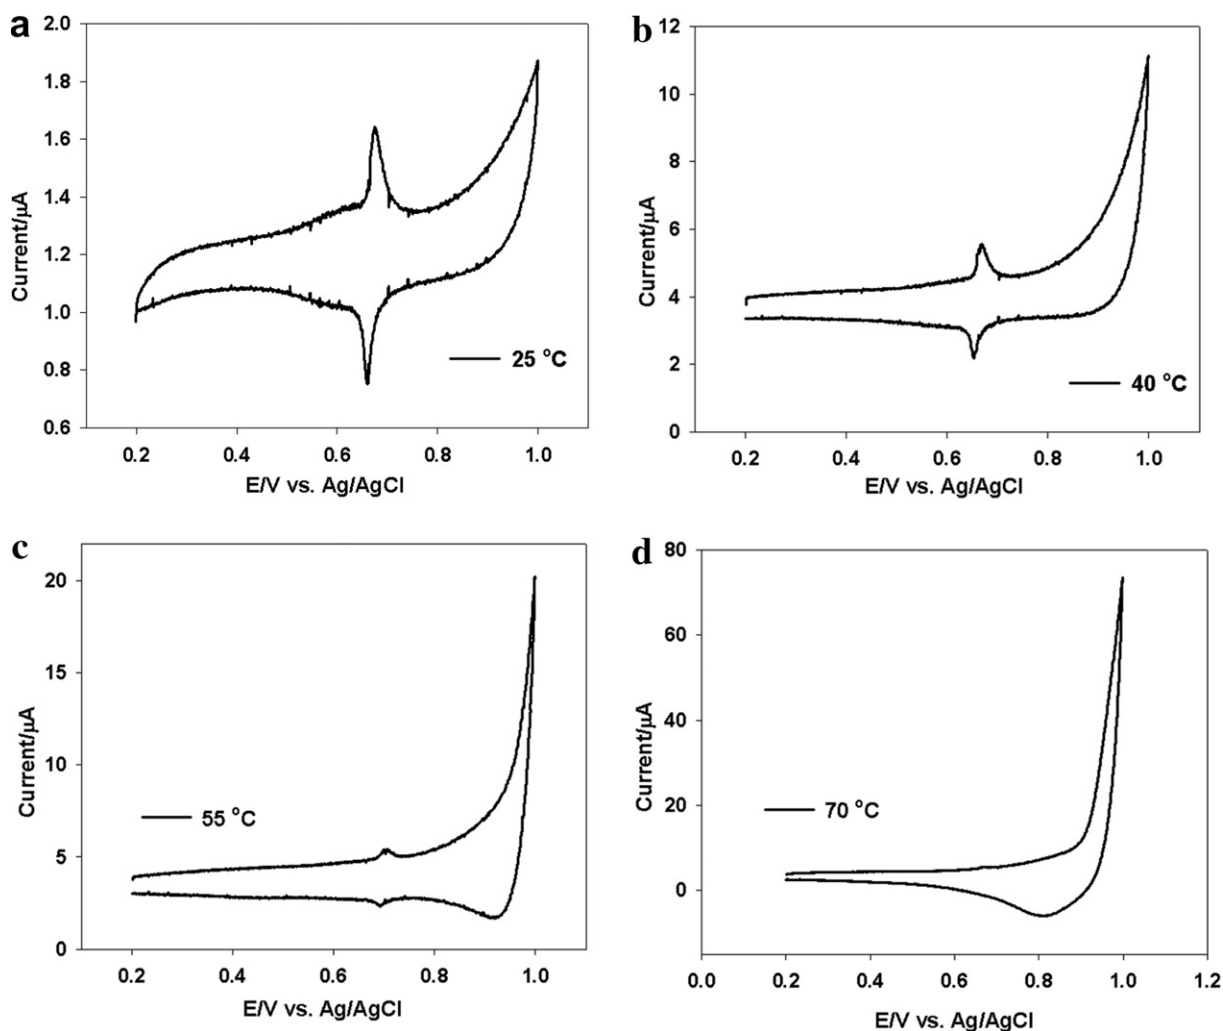 a
2.0
1.8
1.6
1.4
1.2
1.0
0.8
0.6
Current/µA
25 °C
0.2 0.4 0.6 0.8 1.0
E/V vs. Ag/AgCl
b
12
10
8
6
4
2
0
Current/µA
40 °C
0.2 0.4 0.6 0.8 1.0
E/V vs. Ag/AgCl
c
20
15
10
5
0
Current/µA
55 °C
0.2 0.4 0.6 0.8 1.0
E/V vs. Ag/AgCl
d
80
60
40
20
0
Current/µA
70 °C
0.0 0.2 0.4 0.6 0.8 1.0 1.2
E/V vs. Ag/AgCl